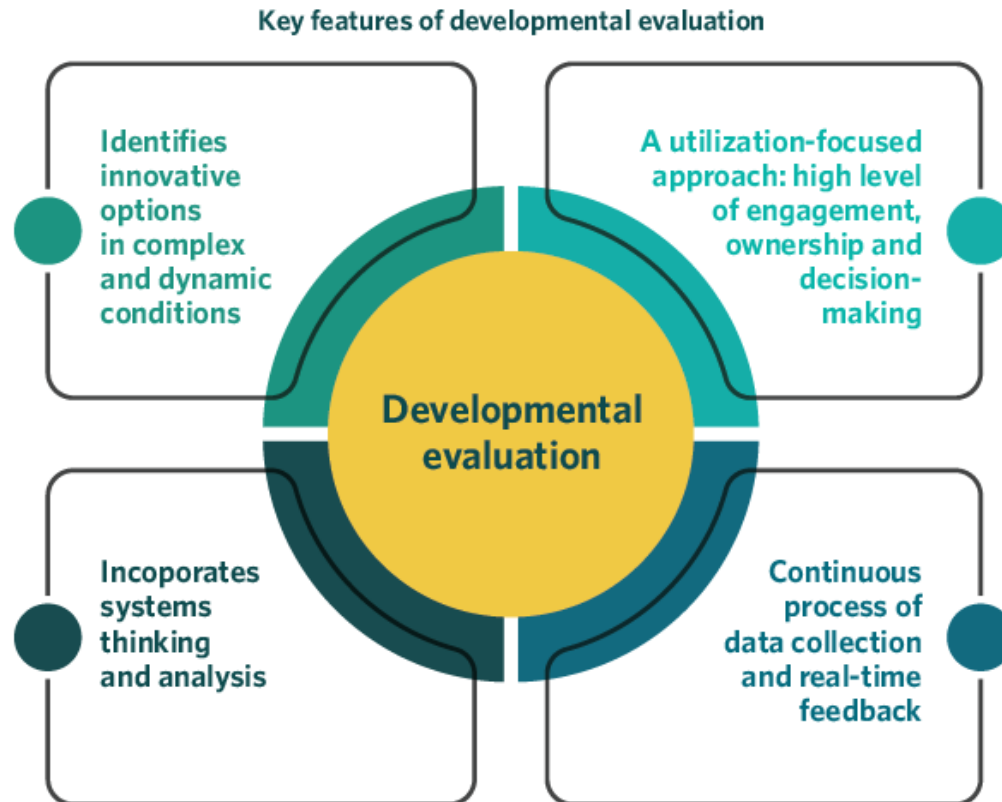 Key features of developmental evaluation
Identifies
innovative
options
in complex
and dynamic
conditions
A utilization-focused
approach: high level
of engagement,
ownership and
decision-
making
Developmental
evaluation
Incoporates
systems
thinking
and analysis
Continuous
process of
data collection
and real-time
feedback